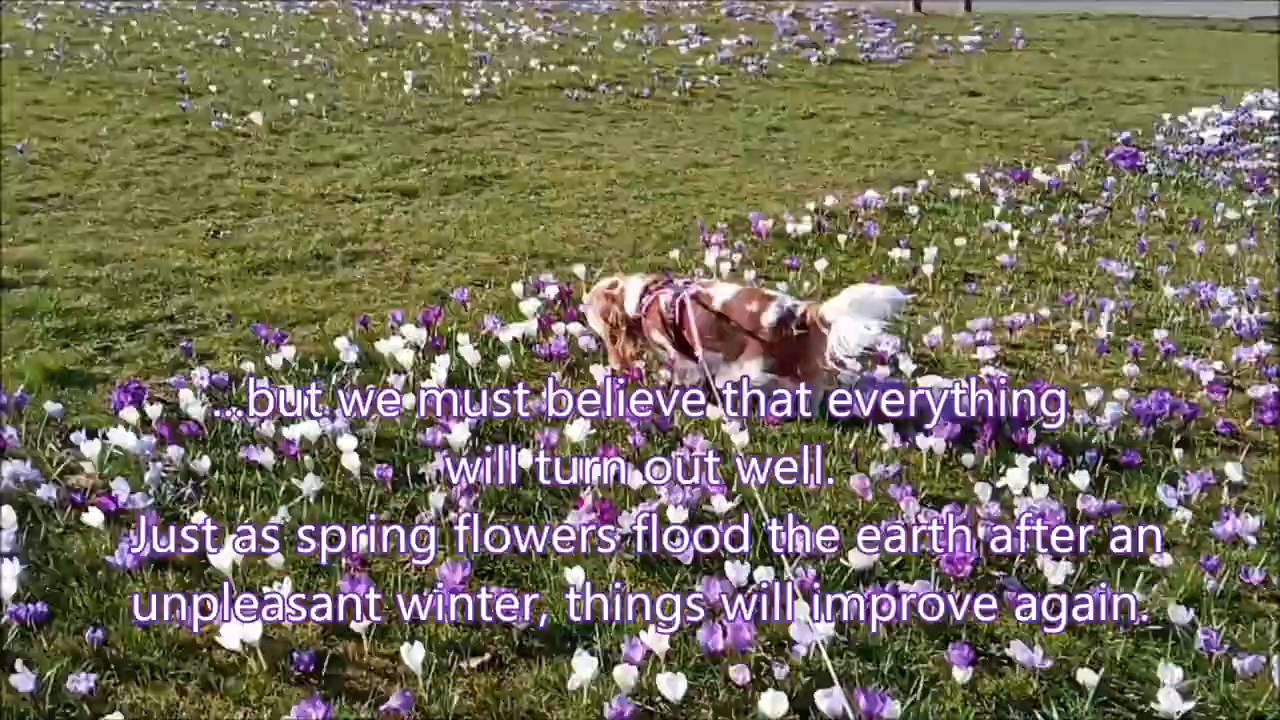 ...but we must believe that everything
will turn out well.
Just as spring flowers flood the earth after an
unpleasant winter, things will improve again.